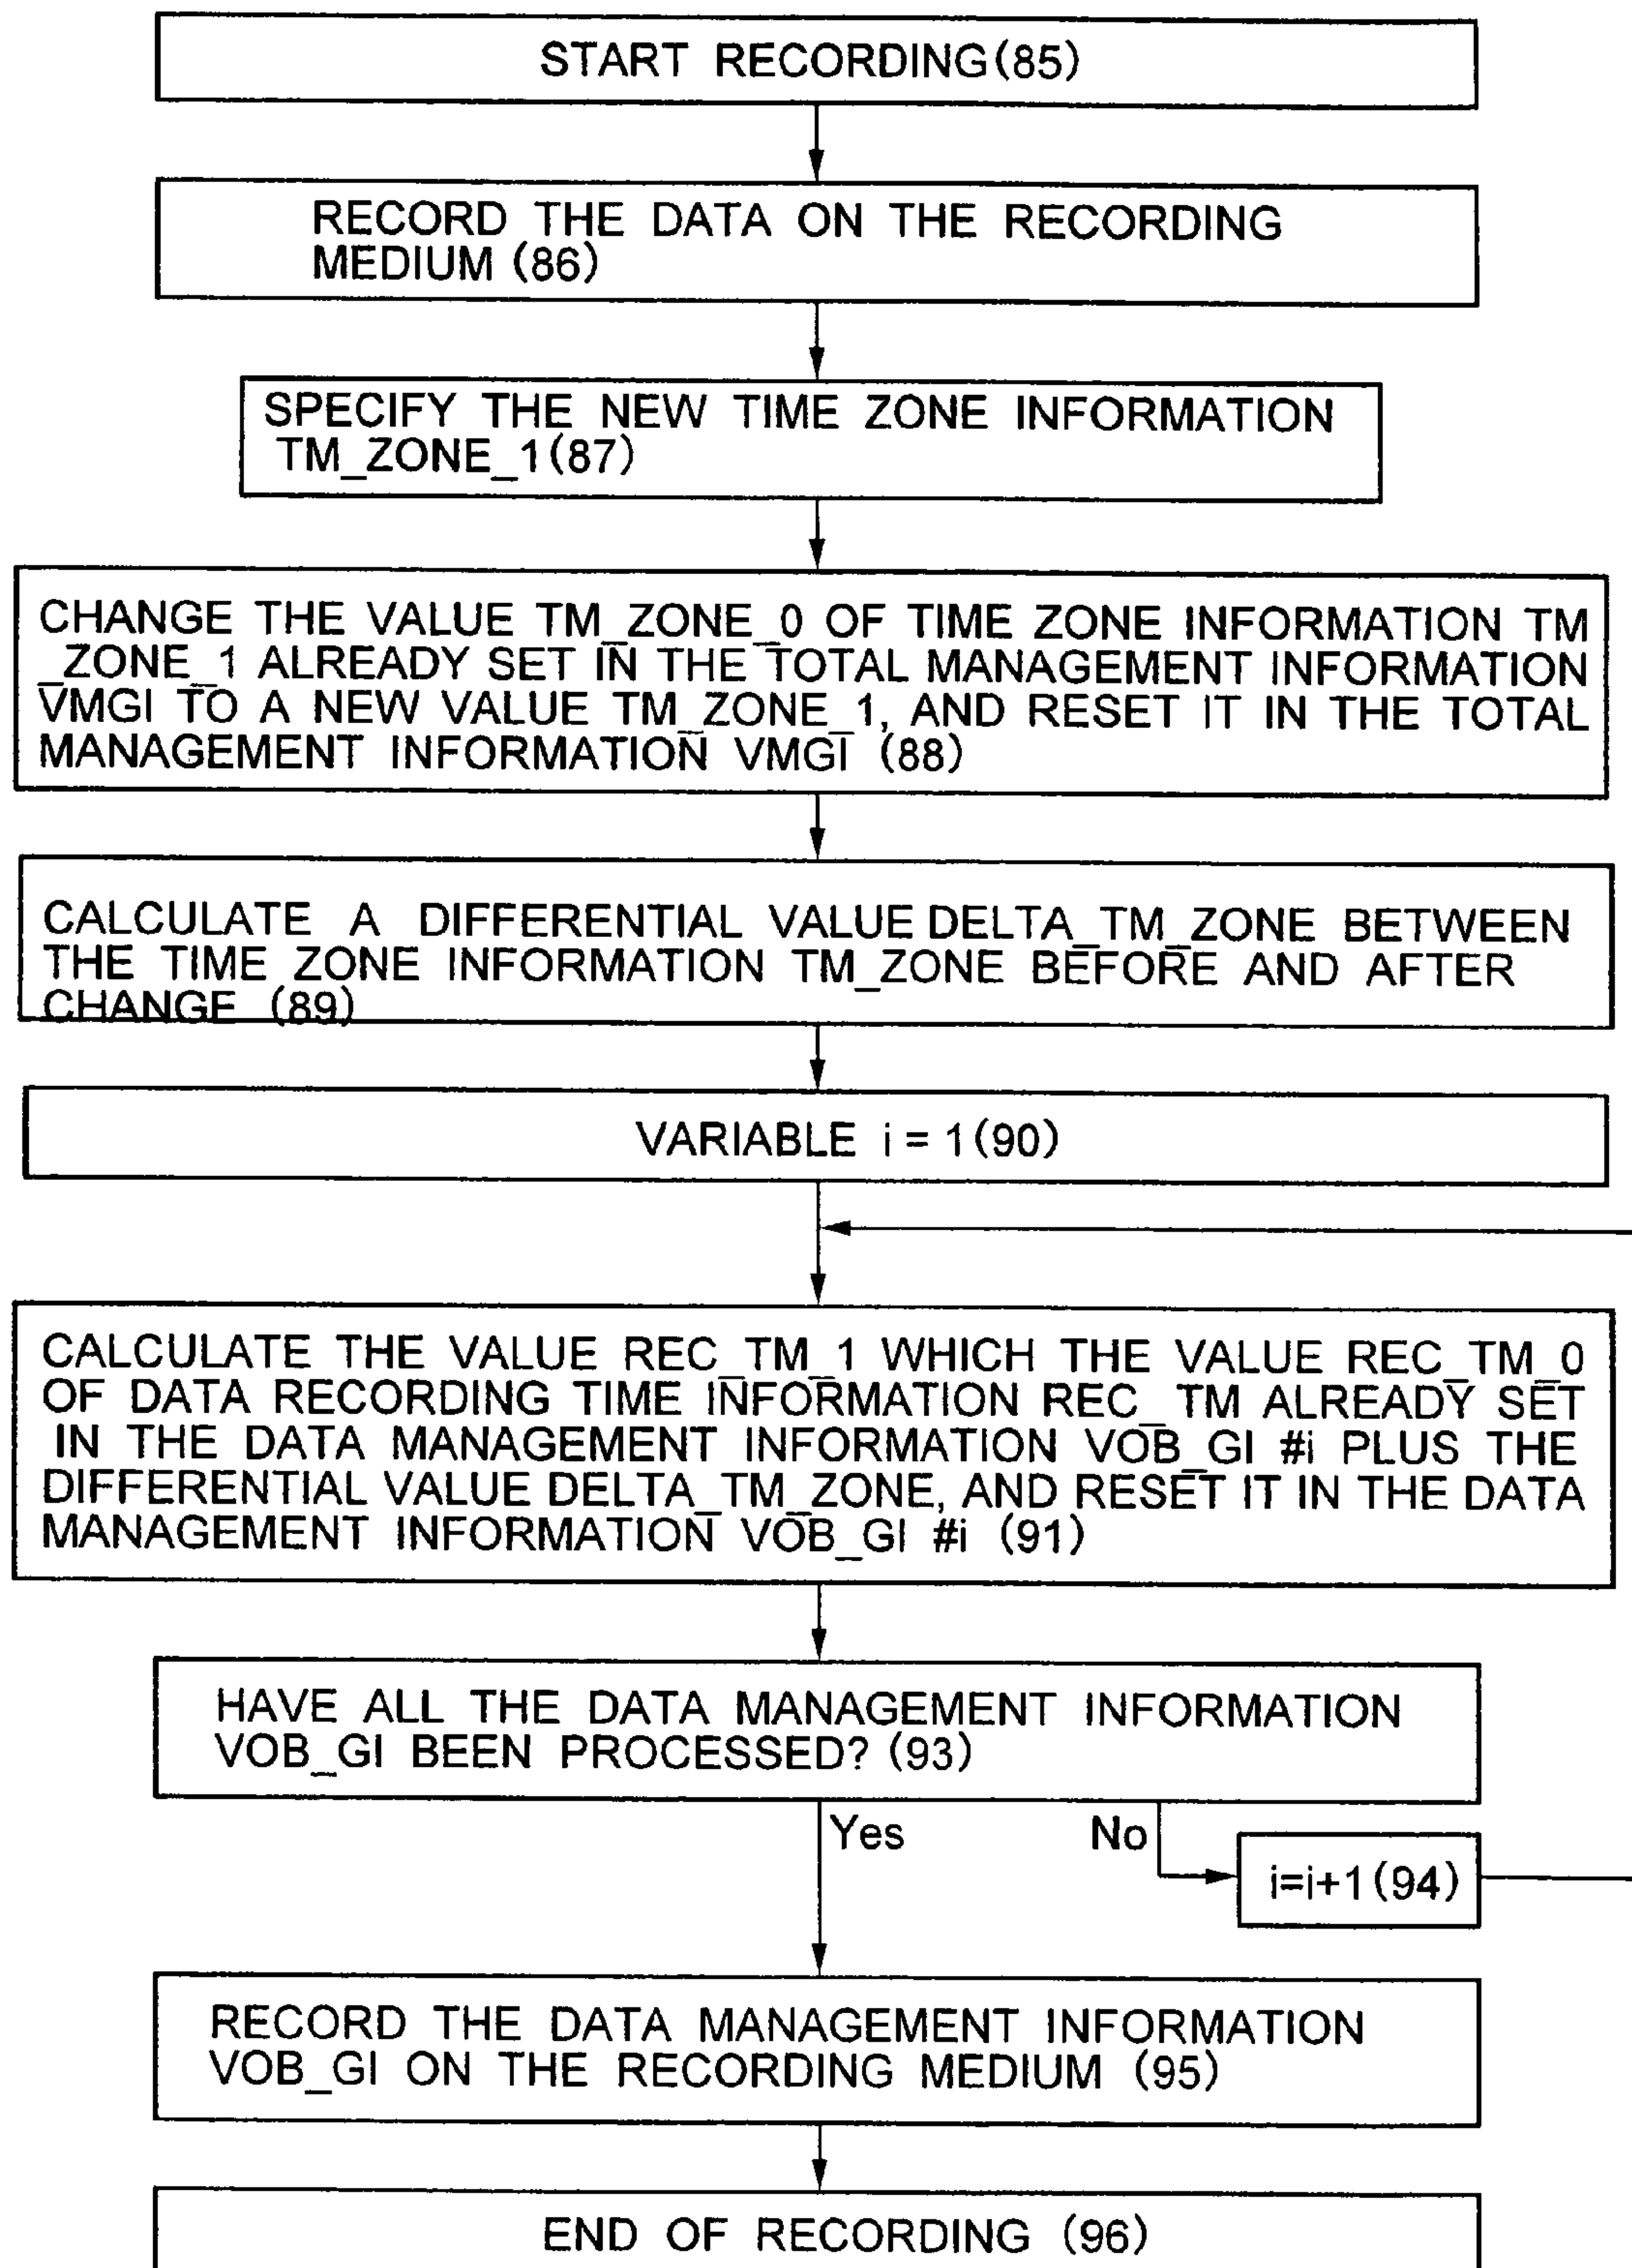 START RECORDING(85)
RECORD THE DATA ON THE RECORDING
MEDIUM (86)
SPECIFY THE NEW TIME ZONE INFORMATION
TM_ZONE_1(87)
CHANGE THE VALUE TM_ZONE_0 OF TIME ZONE INFORMATION TM
_ZONE_1 ALREADY SET IN THE TOTAL MANAGEMENT INFORMATION
VMGI TO A NEW VALUE TM_ZONE_1, AND RESET IT IN THE TOTAL
MANAGEMENT INFORMATION VMGI (88)
CALCULATE A DIFFERENTIAL VALUE DELTA_TM_ZONE BETWEEN
THE TIME ZONE INFORMATION TM_ZONE BEFORE AND AFTER
CHANGE (89)
VARIABLE i = 1(90)
CALCULATE THE VALUE REC_TM_1 WHICH THE VALUE REC_TM_0
OF DATA RECORDING TIME INFORMATION REC_ TM ALREADY SET
IN THE DATA MANAGEMENT INFORMATION VOB_GI #i PLUS THE
DIFFERENTIAL VALUE DELTA_TM_ZONE, AND RESET IT IN THE DATA
MANAGEMENT INFORMATION VOB_GI #i (91)
HAVE ALL THE DATA MANAGEMENT INFORMATION
VOB_GI BEEN PROCESSED? (93)
Yes
No
i=i+1(94)
RECORD THE DATA MANAGEMENT INFORMATION
VOB_GI ON THE RECORDING MEDIUM (95)
END OF RECORDING (96)